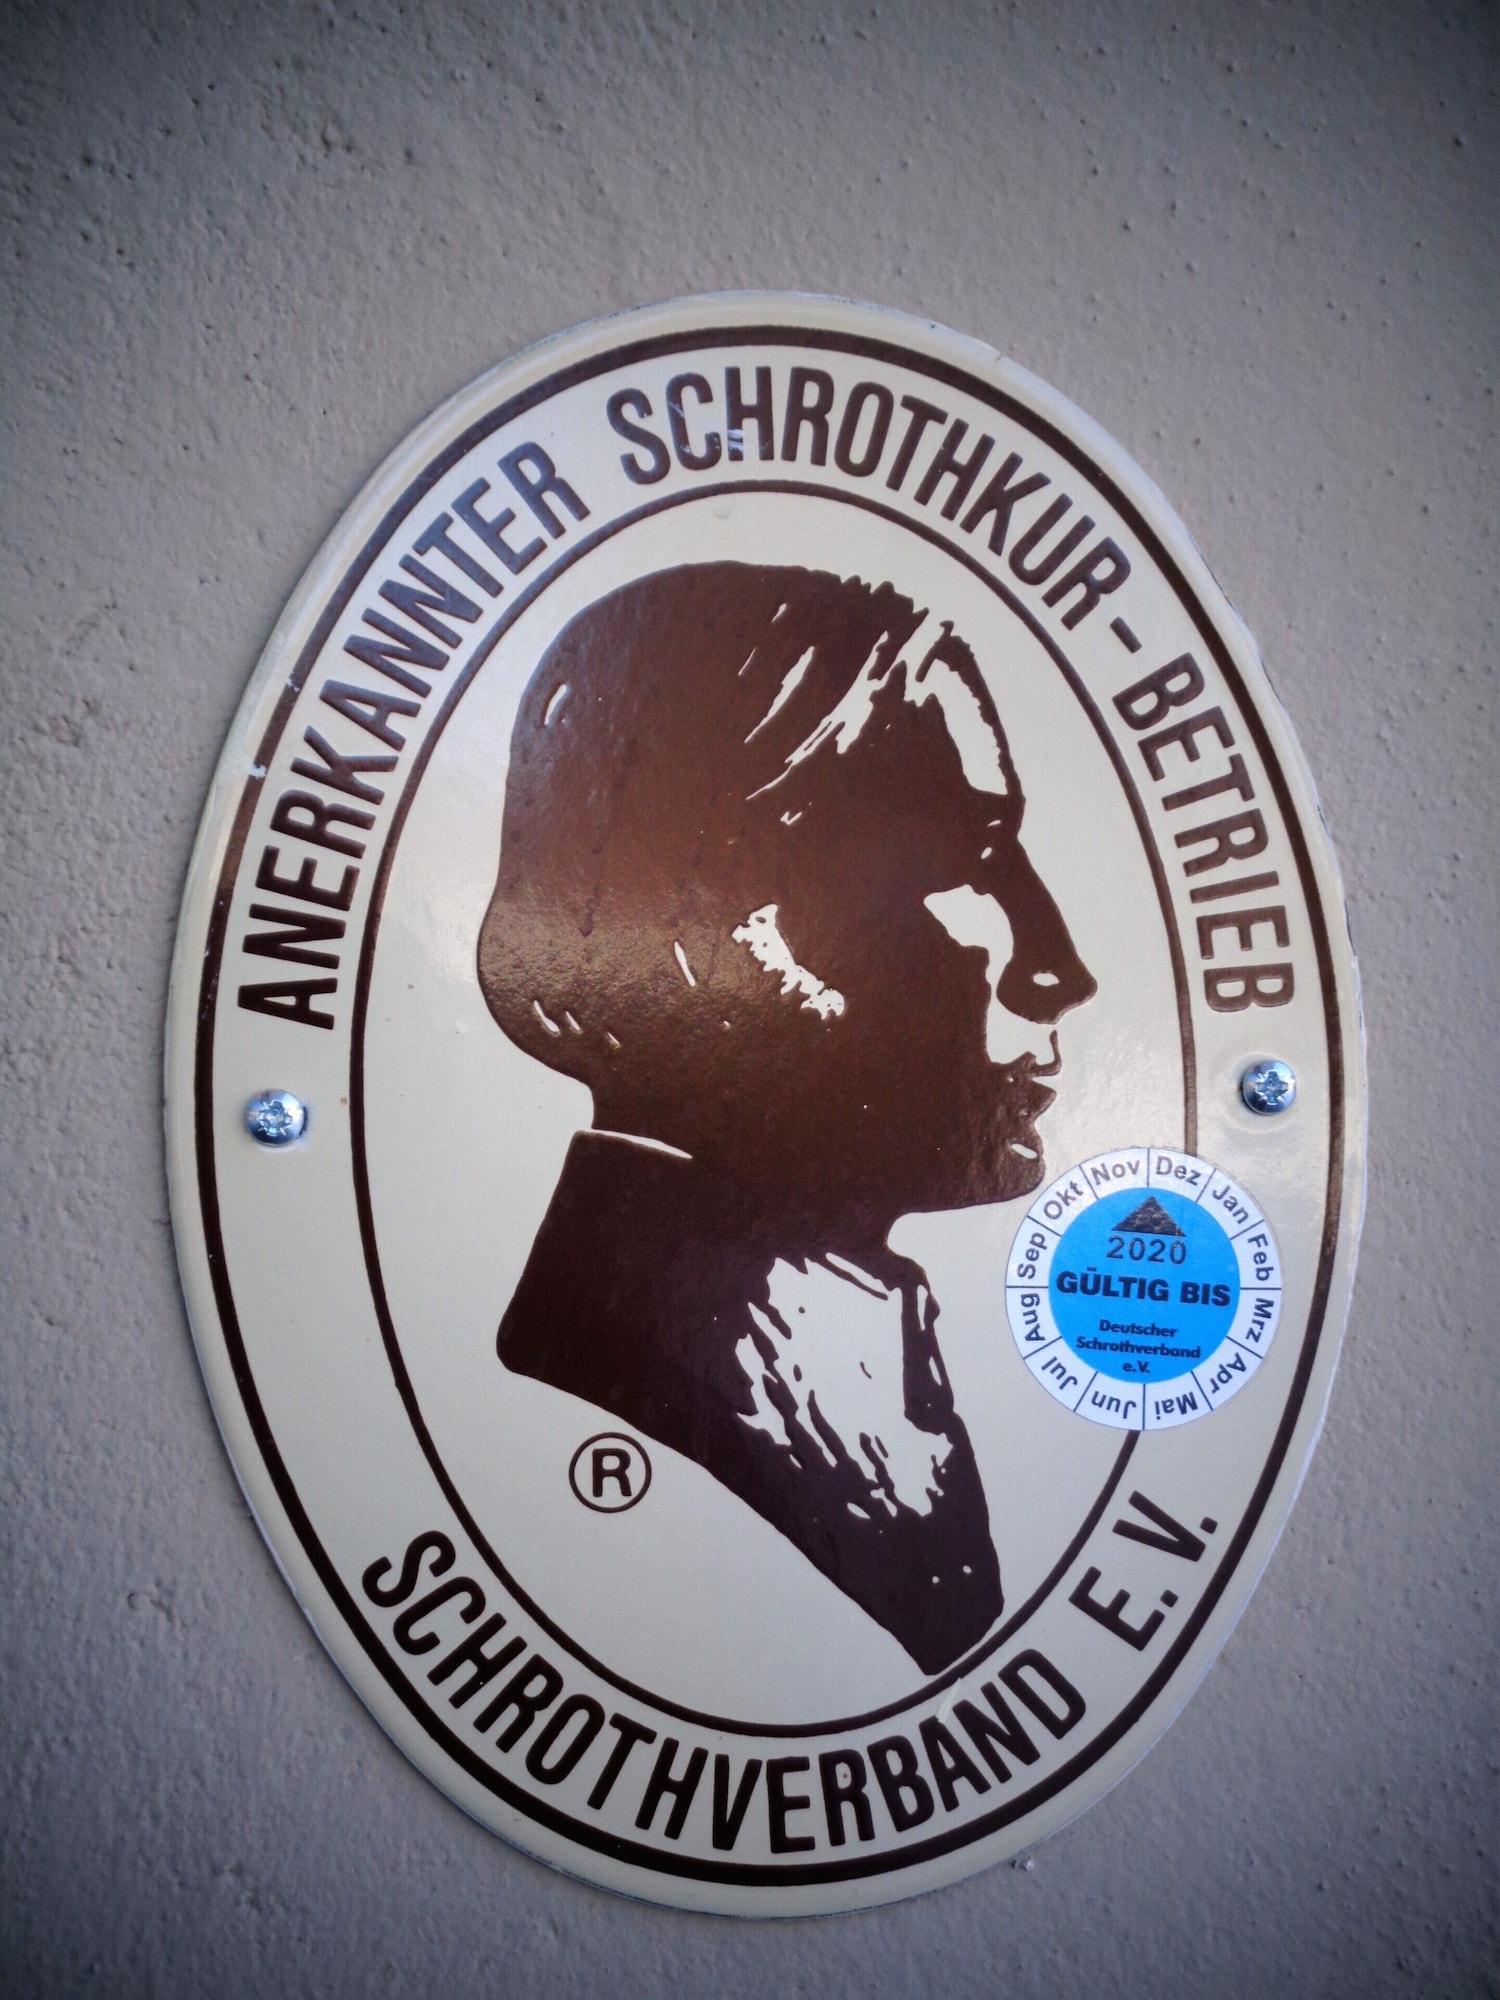 ANERKANNTER SCHROTHKUR-BETRIEB
®
Okt Nov Dez Jan Feb Mrz Apr Mai Jun Jul Aug Sep
2020
GÜLTIG BIS
Deutscher
Schrothverband
e.V.
SCHROTHVERBAND E.V.